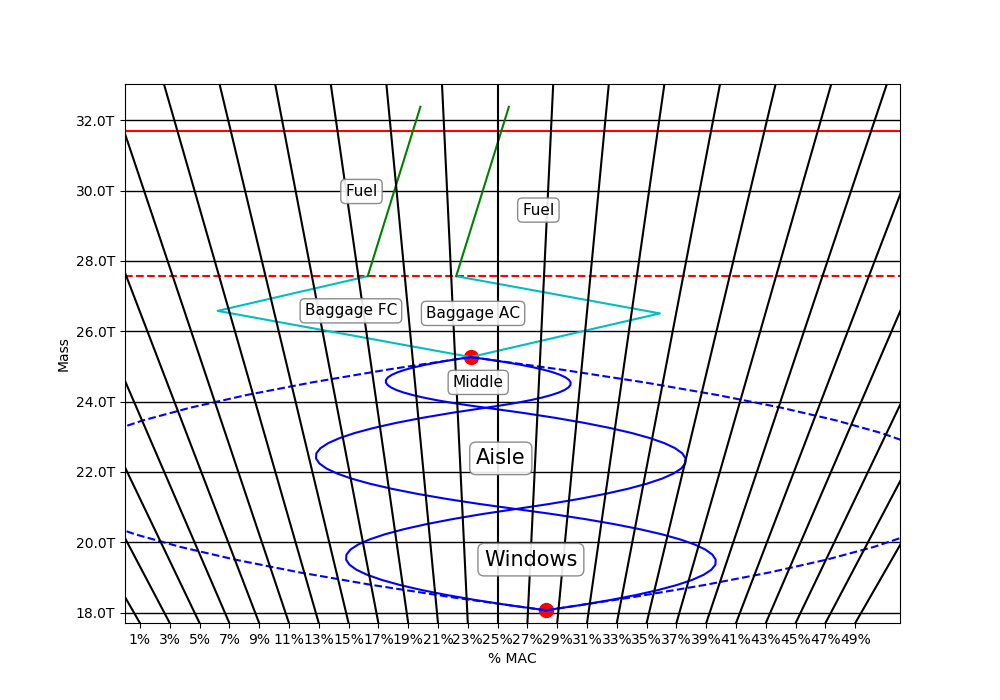 32.0T
30.0T
28.0T
26.0T
24.0T
22.0T
20.0T
18.0T
Mass
Fuel
Fuel
Baggage FC
Baggage AC
Middle
Aisle
Windows
1% 3% 5% 7% 9% 11% 13% 15% 17% 19% 21% 23% 25% 27% 29% 31% 33% 35% 37% 39% 41% 43% 45% 47% 49%
% MAC